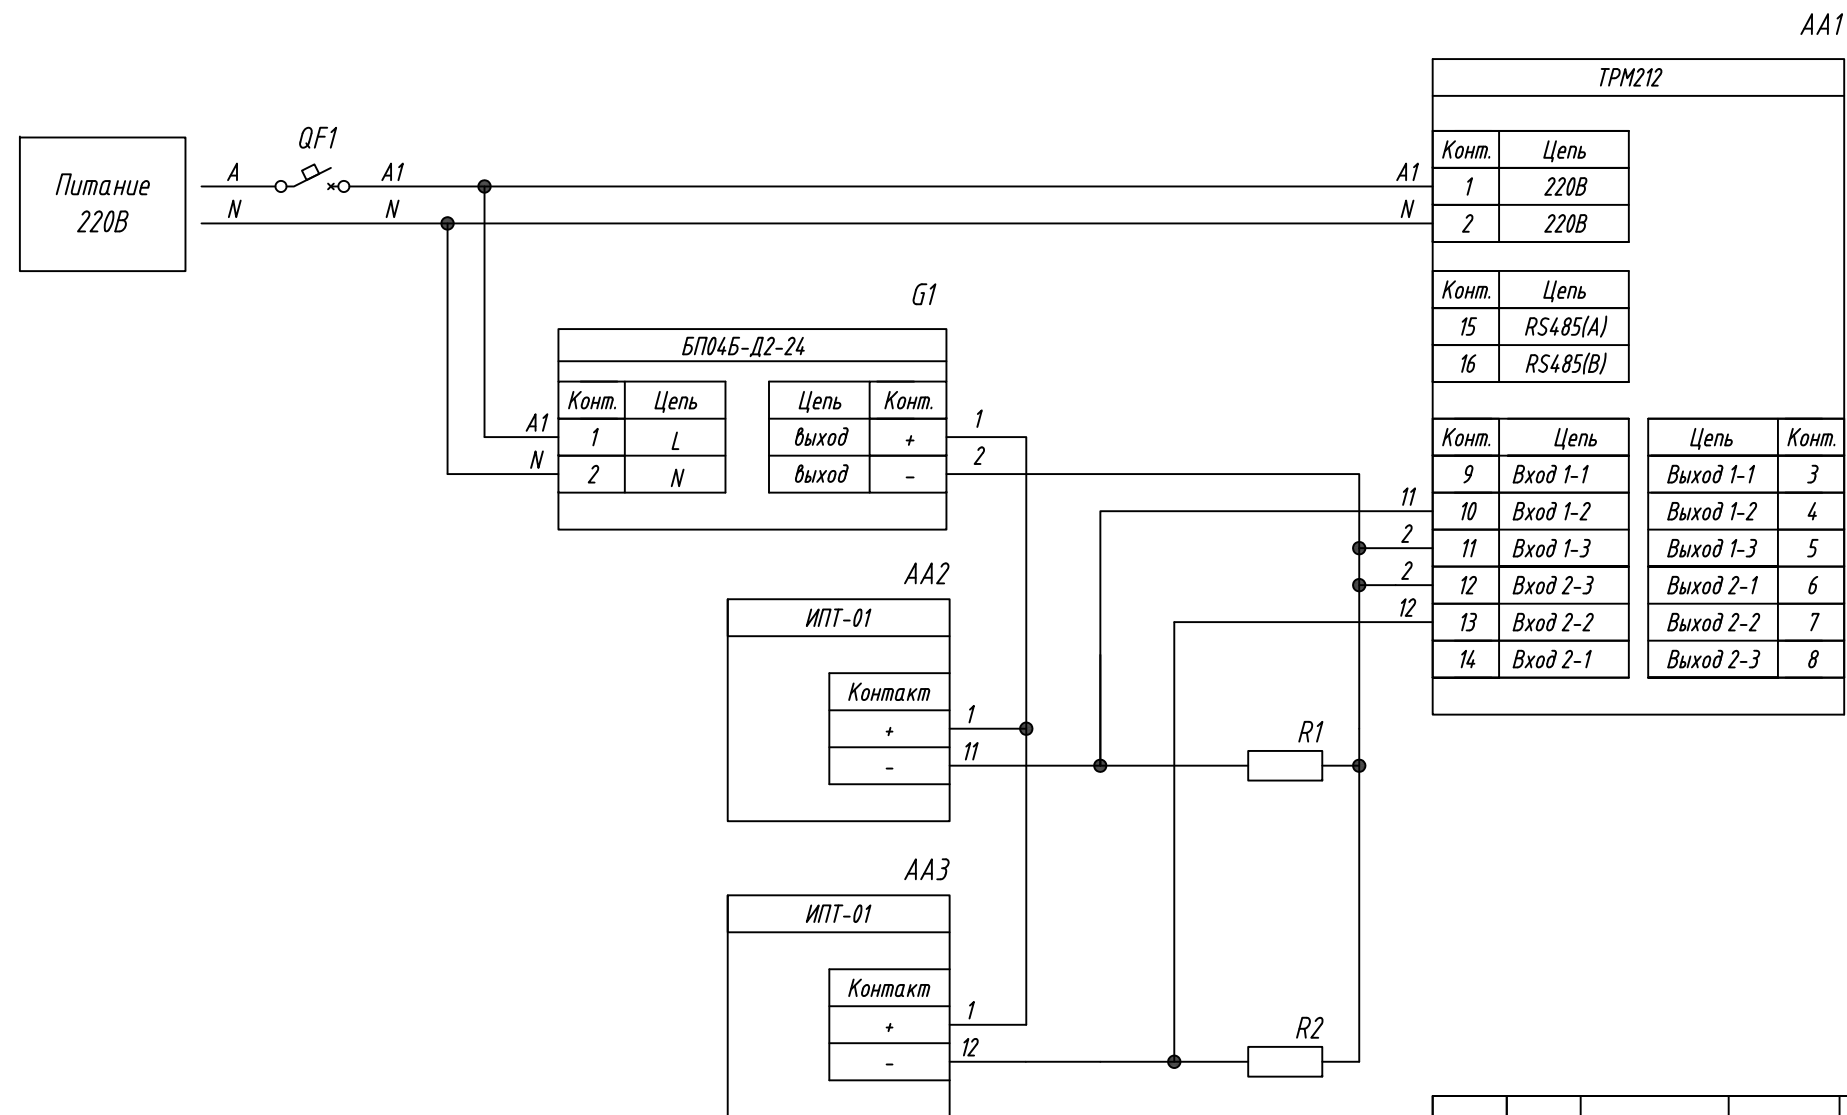 AA1
ТРМ212
QF1
Питание
220В
A
A1
A1
N
N
N
Конт. Цепь
1 220В
2 220В
G1
Конт. Цепь
15 RS485(A)
16 RS485(B)
БП04Б-Д2-24
Конт. Цепь
A1 1 L
N 2 N
Цепь Конт.
выход + 1
выход - 2
Конт. Цепь
9 Вход 1-1
11 10 Вход 1-2
2 11 Вход 1-3
2 12 Вход 2-3
12 13 Вход 2-2
14 Вход 2-1
Цепь Конт.
Выход 1-1 3
Выход 1-2 4
Выход 1-3 5
Выход 2-1 6
Выход 2-2 7
Выход 2-3 8
AA2
ИПТ-01
Контакт
+ 1
- 11
R1
AA3
ИПТ-01
Контакт
+ 1
- 12
R2